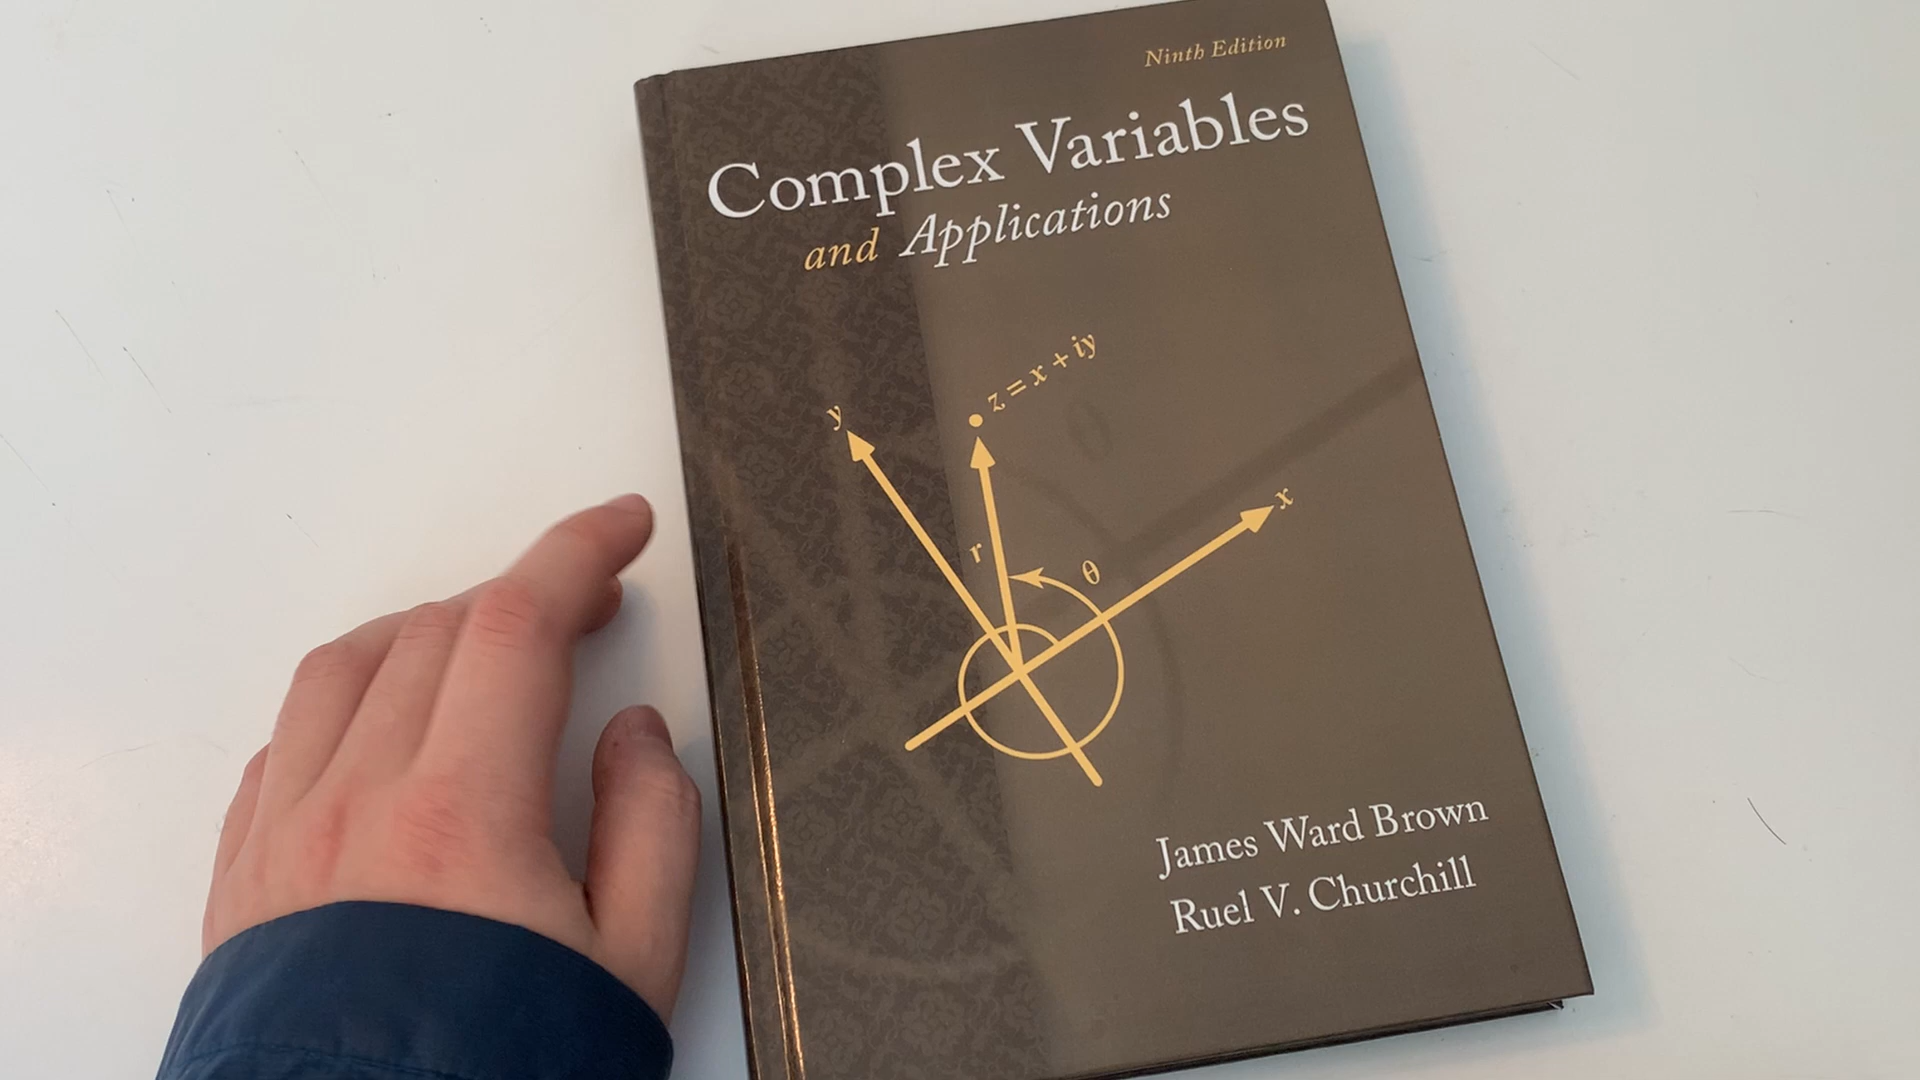 Ninth Edition
Complex Variables
and Applications
z = x + iy
y
x
r
θ
θ
James Ward Brown
Ruel V. Churchill